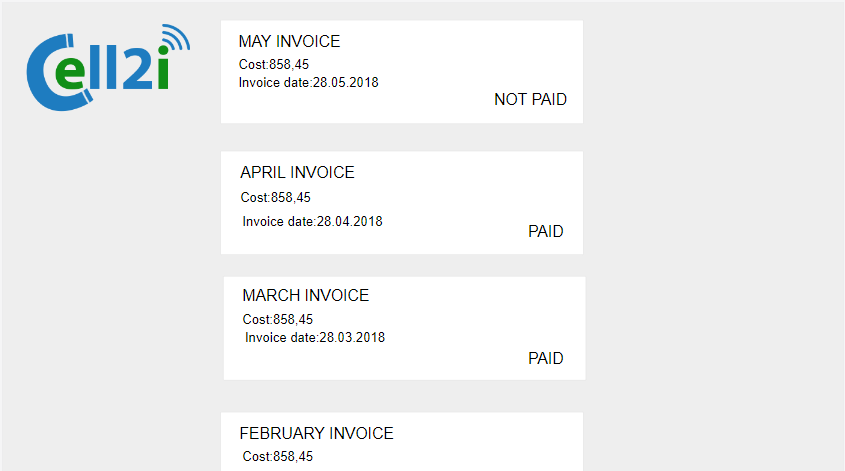 Cell2i
MAY INVOICE
Cost:858,45
Invoice date:28.05.2018
NOT PAID
APRIL INVOICE
Cost:858,45
Invoice date:28.04.2018
PAID
MARCH INVOICE
Cost:858,45
Invoice date:28.03.2018
PAID
FEBRUARY INVOICE
Cost:858,45